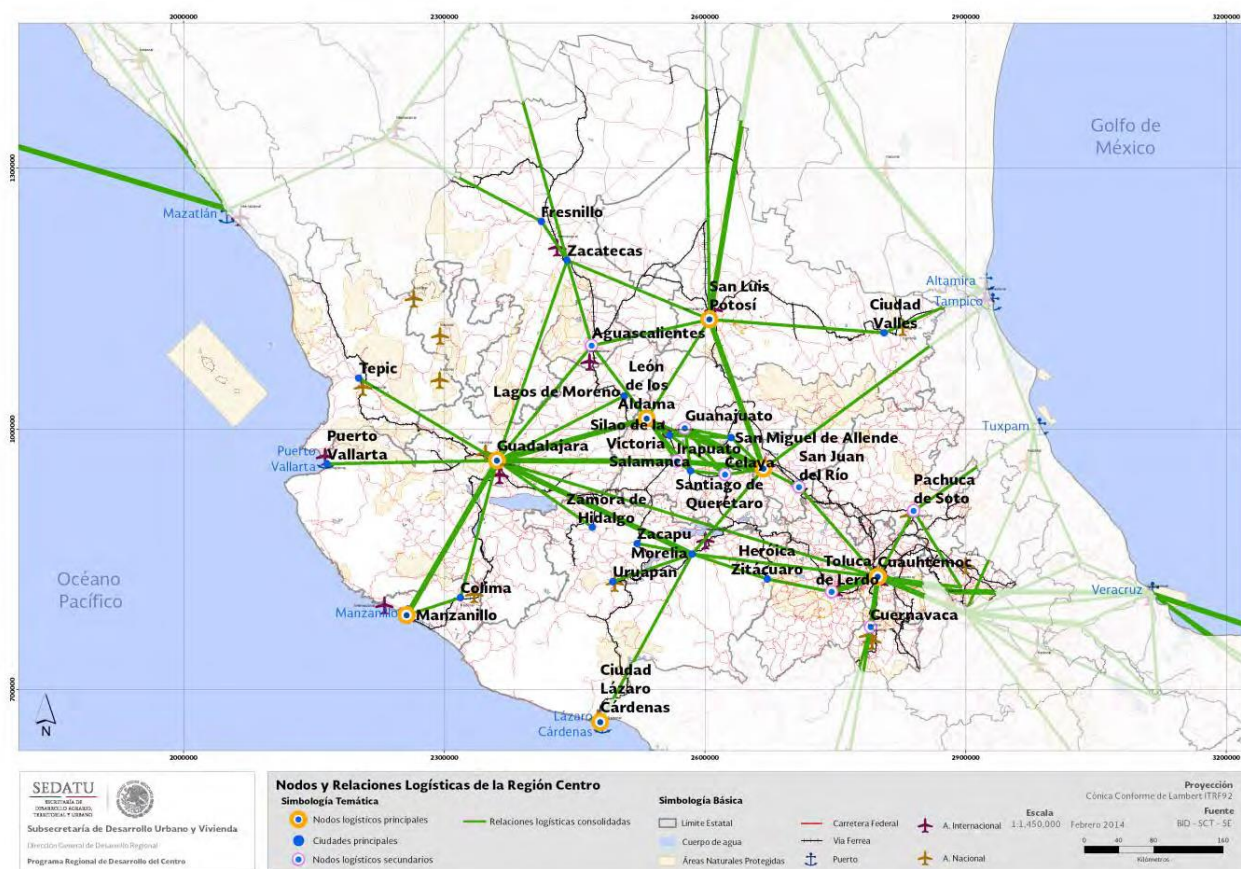 2000000
2300000
2600000
2900000
3200000
1300000
1000000
700000
Golfo de
México
Mazatlán
Fresnillo
Zacatecas
San Luis
Potosí
Altamira
Tampico
Ciudad
Valles
Aguascalientes
Tepic
León
de los
Aldama
Lagos de Moreno
Guanajuato
Silao de la
Victoria
San Miguel de Allende
Tuxpam
Puerto
Vallarta
Puerto
Vallarta
Guadalajara
Irapuato
Salamanca
Celaya
San Juan
del Río
Santiago de
Querétaro
Pachuca
de Soto
Zamora de
Hidalgo
Zacapu
Morelia
Heróica
Zitácuaro
Toluca
de Lerdo
Cuauhtémoc
Uruapan
Océano
Pacífico
Colima
Manzanillo
Manzanillo
Veracruz
Cuernavaca
Ciudad
Lázaro
Cárdenas
Lázaro
Cárdenas
N
SEDATU
SECRETARÍA DE
DESARROLLO AGRARIO,
TERRITORIAL Y URBANO
Subsecretaría de Desarrollo Urbano y Vivienda
Dirección General de Desarrollo Regional
Programa Regional de Desarrollo del Centro
Nodos y Relaciones Logísticas de la Región Centro
Simbología Temática
Nodos logísticos principales
Relaciones logísticas consolidadas
Ciudades principales
Nodos logísticos secundarios
Simbología Básica
Límite Estatal
Carretera Federal
A. Internacional
Cuerpo de agua
Vía Ferrea
Áreas Naturales Protegidas
Puerto
A. Nacional
Proyección
Cónica Conforme de Lambert ITRF92
Escala
1:1,450,000
Febrero 2014
Fuente
BID - SCT - SE
0 40 80 160
Kilómetros